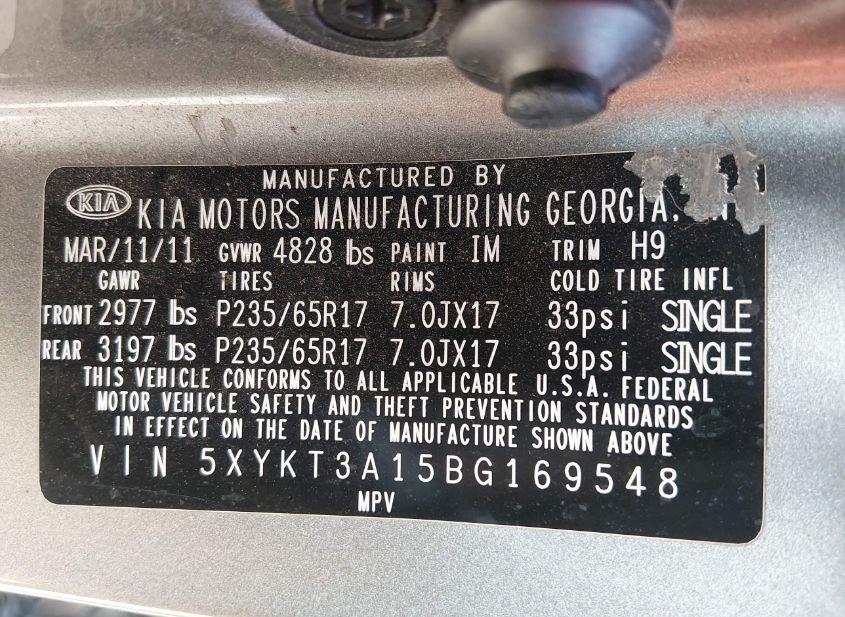 MANUFACTURED BY
KIA KIA MOTORS MANUFACTURING GEORGIA,
MAR/11/11 GVWR 4828 lbs PAINT IM TRIM H9
GAWR TIRES RIMS COLD TIRE INFL
FRONT 2977 lbs P235/65R17 7.0JX17 33psi SINGLE
REAR 3197 lbs P235/65R17 7.0JX17 33psi SINGLE
THIS VEHICLE CONFORMS TO ALL APPLICABLE U.S.A. FEDERAL
MOTOR VEHICLE SAFETY AND THEFT PREVENTION STANDARDS
IN EFFECT ON THE DATE OF MANUFACTURE SHOWN ABOVE
VIN 5XYKT3A15BG169548
MPV